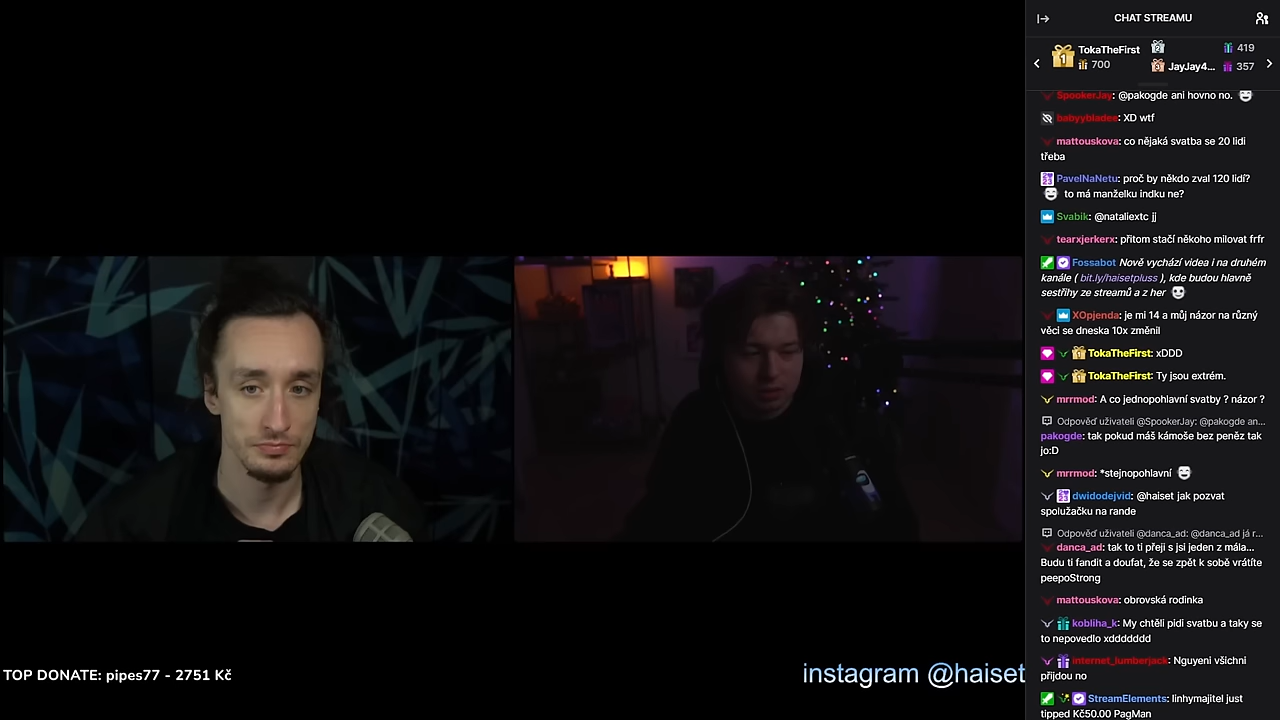 CHAT STREAMU
TokaTheFirst
700
419
JayJay4...
357
SpookerJay: @pakogde ani hovno no.
babyybladee: XD wtf
mattouskova: co nějaká svatba se 20 lidi
třeba
PavelNaNetu: proč by někdo zval 120 lidí?
to má manželku indku ne?
Svabik: @nataliextc jj
tearxjerkerx: přitom stačí někoho milovat frfr
Fossabot Nově vychází videa i na druhém
kanále ( bit.ly/haisetpluss ), kde budou hlavně
sestřihy ze streamů a z her
XOpjenda: je mi 14 a můj názor na různý
věci se dneska 10x změnil
TokaTheFirst: xDDD
TokaTheFirst: Ty jsou extrém.
mrrmod: A co jednopohlavní svatby ? názor ?
Odpověď uživateli @SpookerJay: @pakogde an...
pakogde: tak pokud máš kámoše bez peněz tak
jo:D
mrrmod: *stejnopohlavní
dwidodejvid: @haiset jak pozvat
spolužačku na rande
Odpověď uživateli @danca_ad: @danca_ad já r...
danca_ad: tak to ti přeji s jsi jeden z mála...
Budu ti fandit a doufat, že se zpět k sobě vrátíte
peepoStrong
mattouskova: obrovská rodinka
kobliha_k: My chtěli pidi svatbu a taky se
to nepovedlo xddddddd
internet_lumberjack: Nguyeni všichni
přijdou no
StreamElements: linhymajitel just
tipped Kč50.00 PagMan
TOP DONATE: pipes77 - 2751 Kč
instagram @haiset